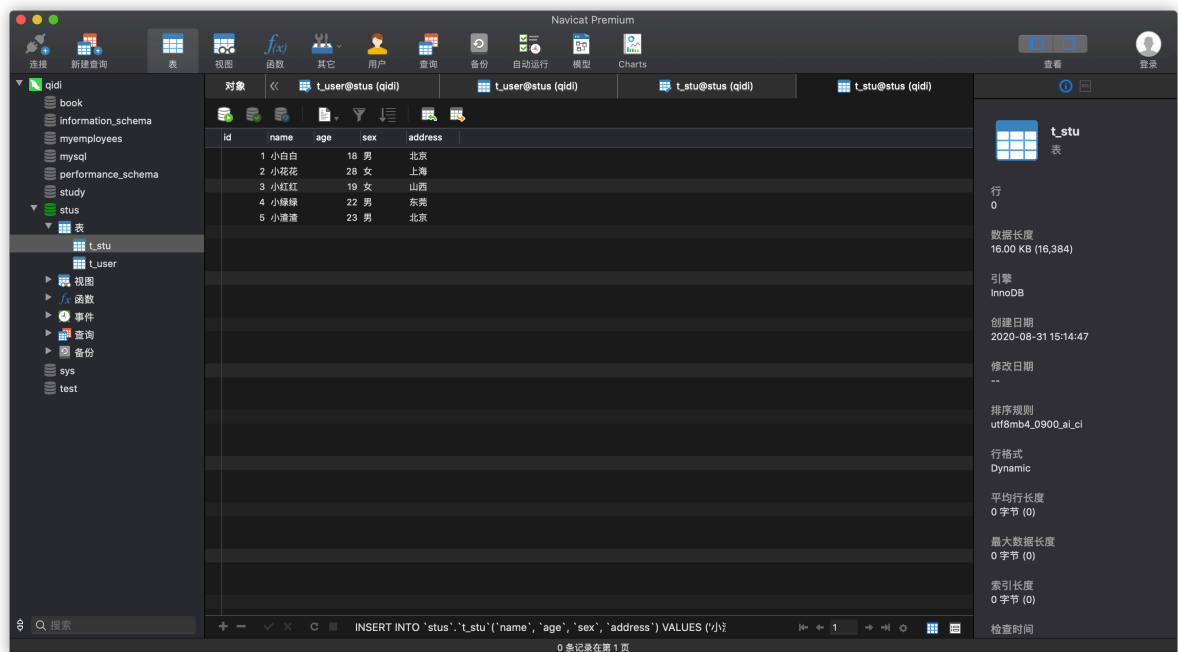 Navicat Premium
连接 新建查询 表 视图 函数 其它 用户 查询 备份 自动运行 模型 Charts 查看 登录
qidi
book
information_schema
myemployees
mysql
performance_schema
study
stus
表
t_stu
t_user
视图
函数
事件
查询
备份
sys
test
搜索
对象 t_user@stus (qidi) t_user@stus (qidi) t_stu@stus (qidi) t_stu@stus (qidi)
id name age sex address
1 小白白 18 男 北京
2 小花花 28 女 上海
3 小红红 19 女 山西
4 小绿绿 22 男 东莞
5 小渣渣 23 男 北京
INSERT INTO `stus`.`t_stu`(`name`, `age`, `sex`, `address`) VALUES ('小
1
0 条记录在第 1 页
t_stu
表
行
0
数据长度
16.00 KB (16,384)
引擎
InnoDB
创建日期
2020-08-31 15:14:47
修改日期
--
排序规则
utf8mb4_0900_ai_ci
行格式
Dynamic
平均行长度
0 字节 (0)
最大数据长度
0 字节 (0)
索引长度
0 字节 (0)
检查时间